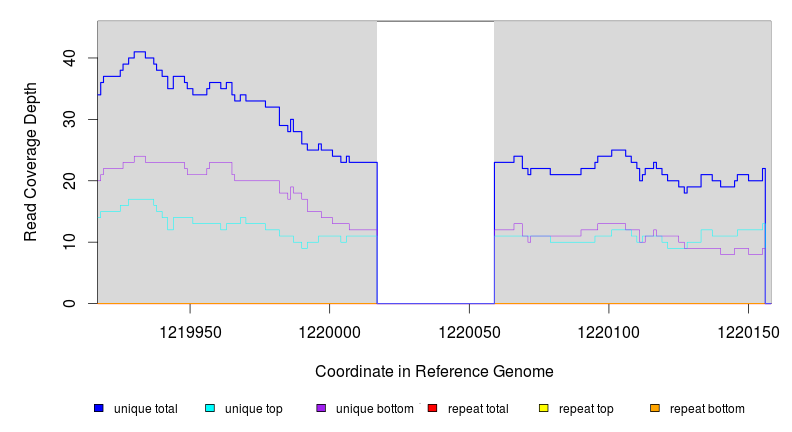 Read Coverage Depth
40
30
20
10
0
1219950 1220000 1220050 1220100 1220150
Coordinate in Reference Genome
unique total unique top unique bottom repeat total repeat top repeat bottom